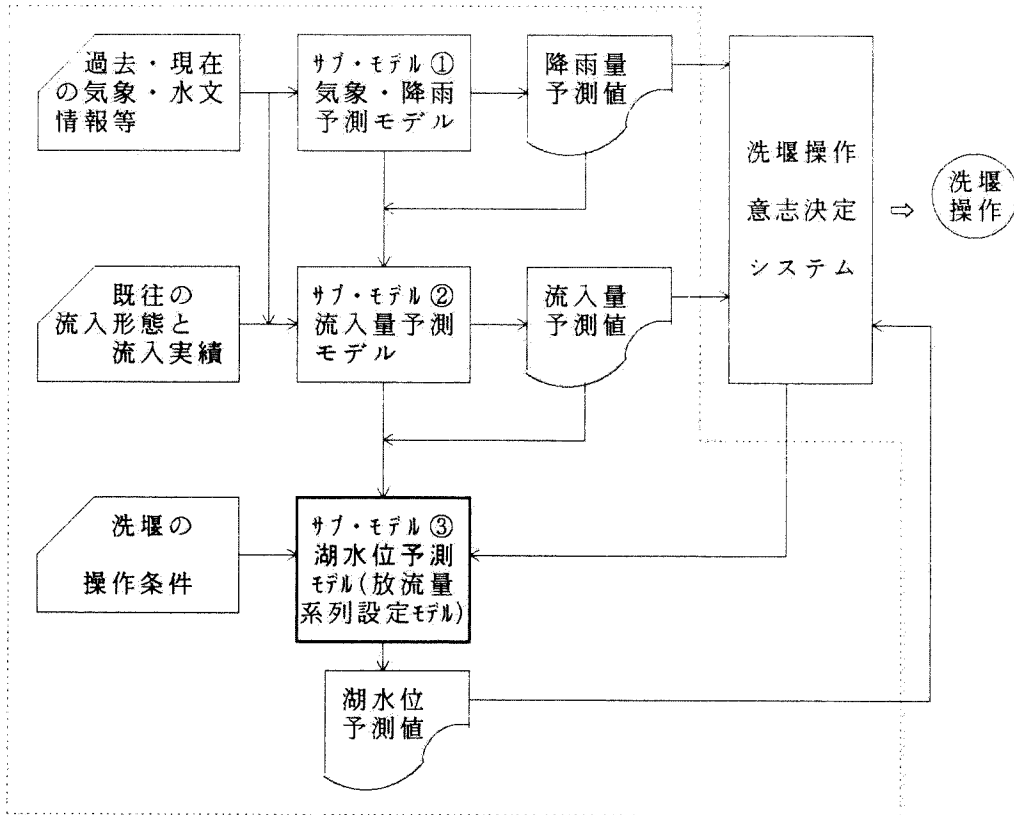 過去・現在
の気象・水文
情報等
サブ・モデル①
気象・降雨
予測モデル
降雨量
予測値
洗堰操作
意志決定
システム
⇨
洗堰
操作
既往の
流入形態と
流入実績
サブ・モデル②
流入量予測
モデル
流入量
予測値
洗堰の
操作条件
サブ・モデル③
湖水位予測
モデル(放流量
系列設定モデル)
湖水位
予測値